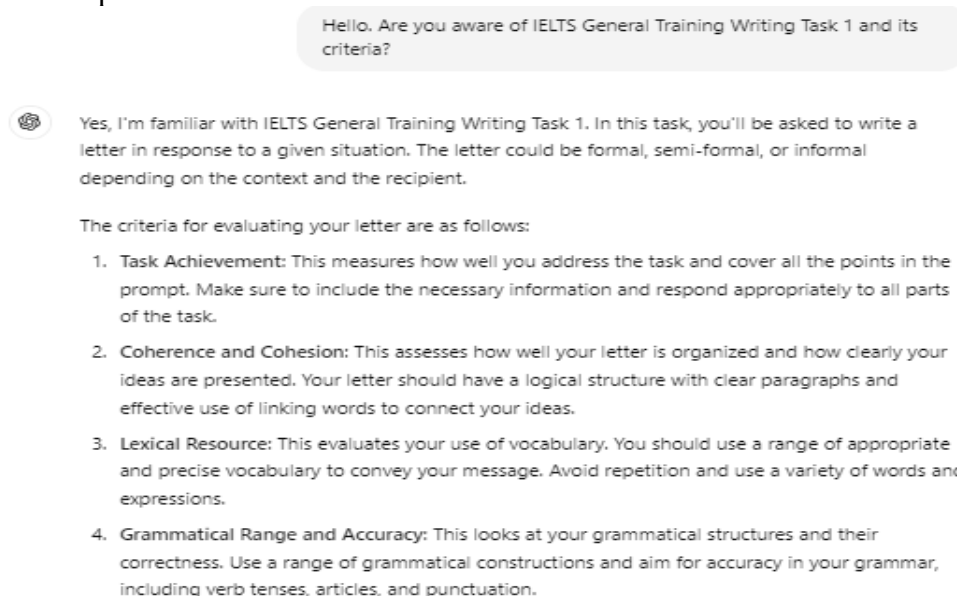 Hello. Are you aware of IELTS General Training Writing Task 1 and its
criteria?
Yes, I'm familiar with IELTS General Training Writing Task 1. In this task, you'll be asked to write a
letter in response to a given situation. The letter could be formal, semi-formal, or informal
depending on the context and the recipient.
The criteria for evaluating your letter are as follows:
1. Task Achievement: This measures how well you address the task and cover all the points in the
prompt. Make sure to include the necessary information and respond appropriately to all parts
of the task.
2. Coherence and Cohesion: This assesses how well your letter is organized and how clearly your
ideas are presented. Your letter should have a logical structure with clear paragraphs and
effective use of linking words to connect your ideas.
3. Lexical Resource: This evaluates your use of vocabulary. You should use a range of appropriate
and precise vocabulary to convey your message. Avoid repetition and use a variety of words and
expressions.
4. Grammatical Range and Accuracy: This looks at your grammatical structures and their
correctness. Use a range of grammatical constructions and aim for accuracy in your grammar,
including verb tenses, articles, and punctuation.